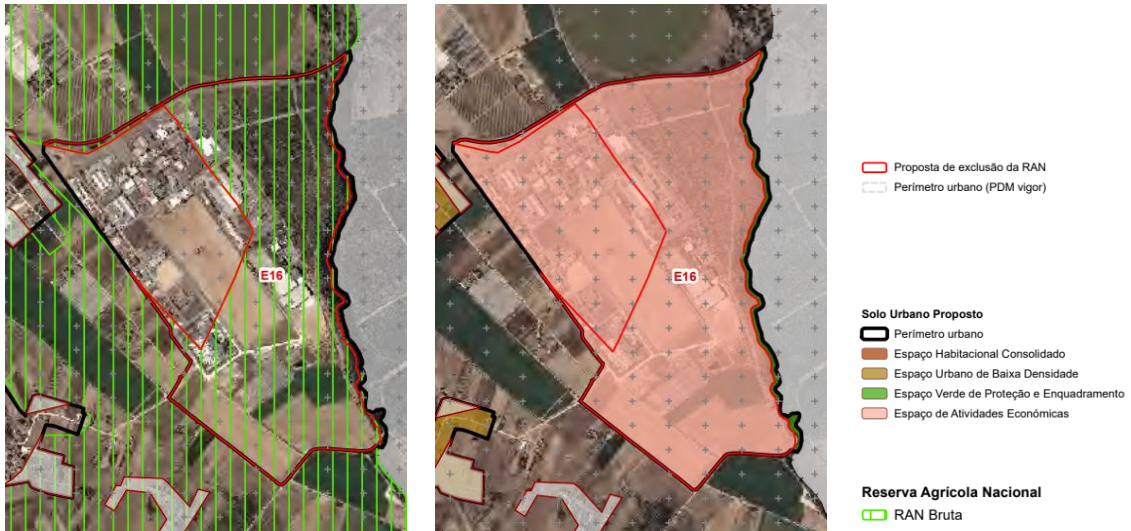 E16
E16
Proposta de exclusão da RAN
Perímetro urbano (PDM vigor)
Solo Urbano Proposto
Perímetro urbano
Espaço Habitacional Consolidado
Espaço Urbano de Baixa Densidade
Espaço Verde de Proteção e Enquadramento
Espaço de Atividades Económicas
Reserva Agrícola Nacional
RAN Bruta